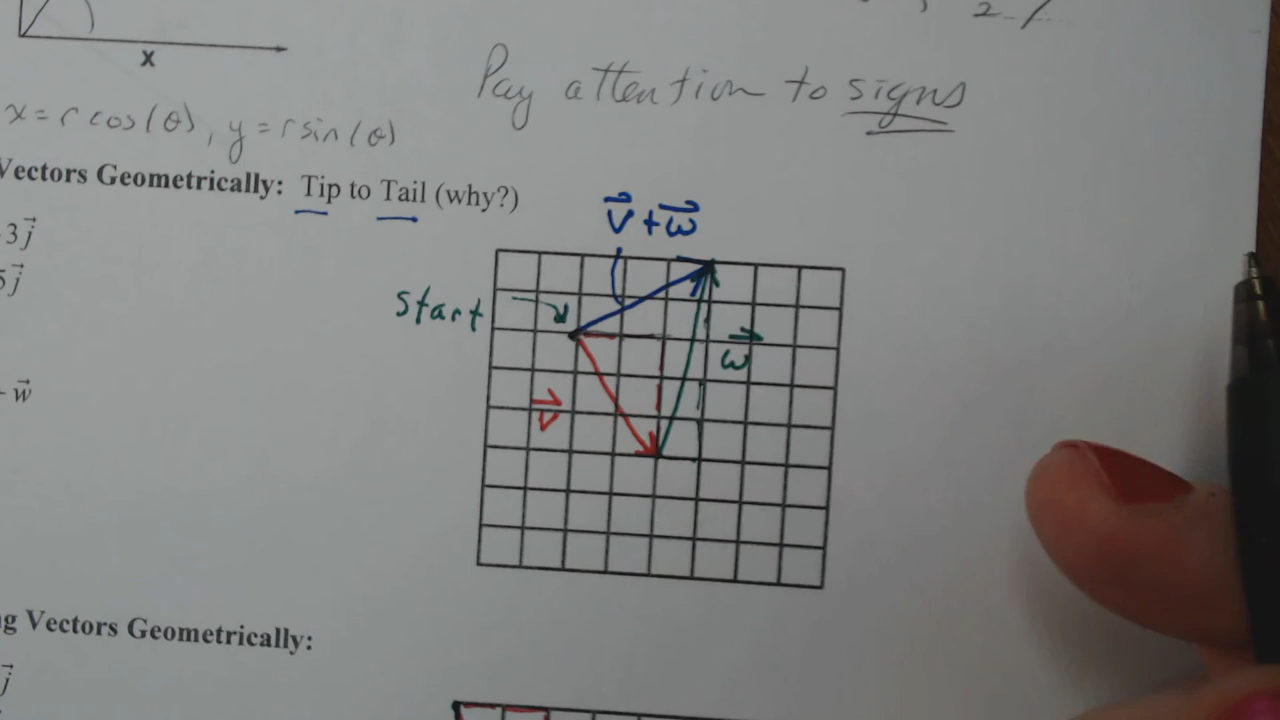 x
Pay attention to signs
x = r cos(θ), y = r sin(θ)
Vectors Geometrically: Tip to Tail (why?)
3j⃗
5j⃗
v⃗ + w⃗
start
w⃗
v⃗
- w⃗
Vectors Geometrically:
j⃗